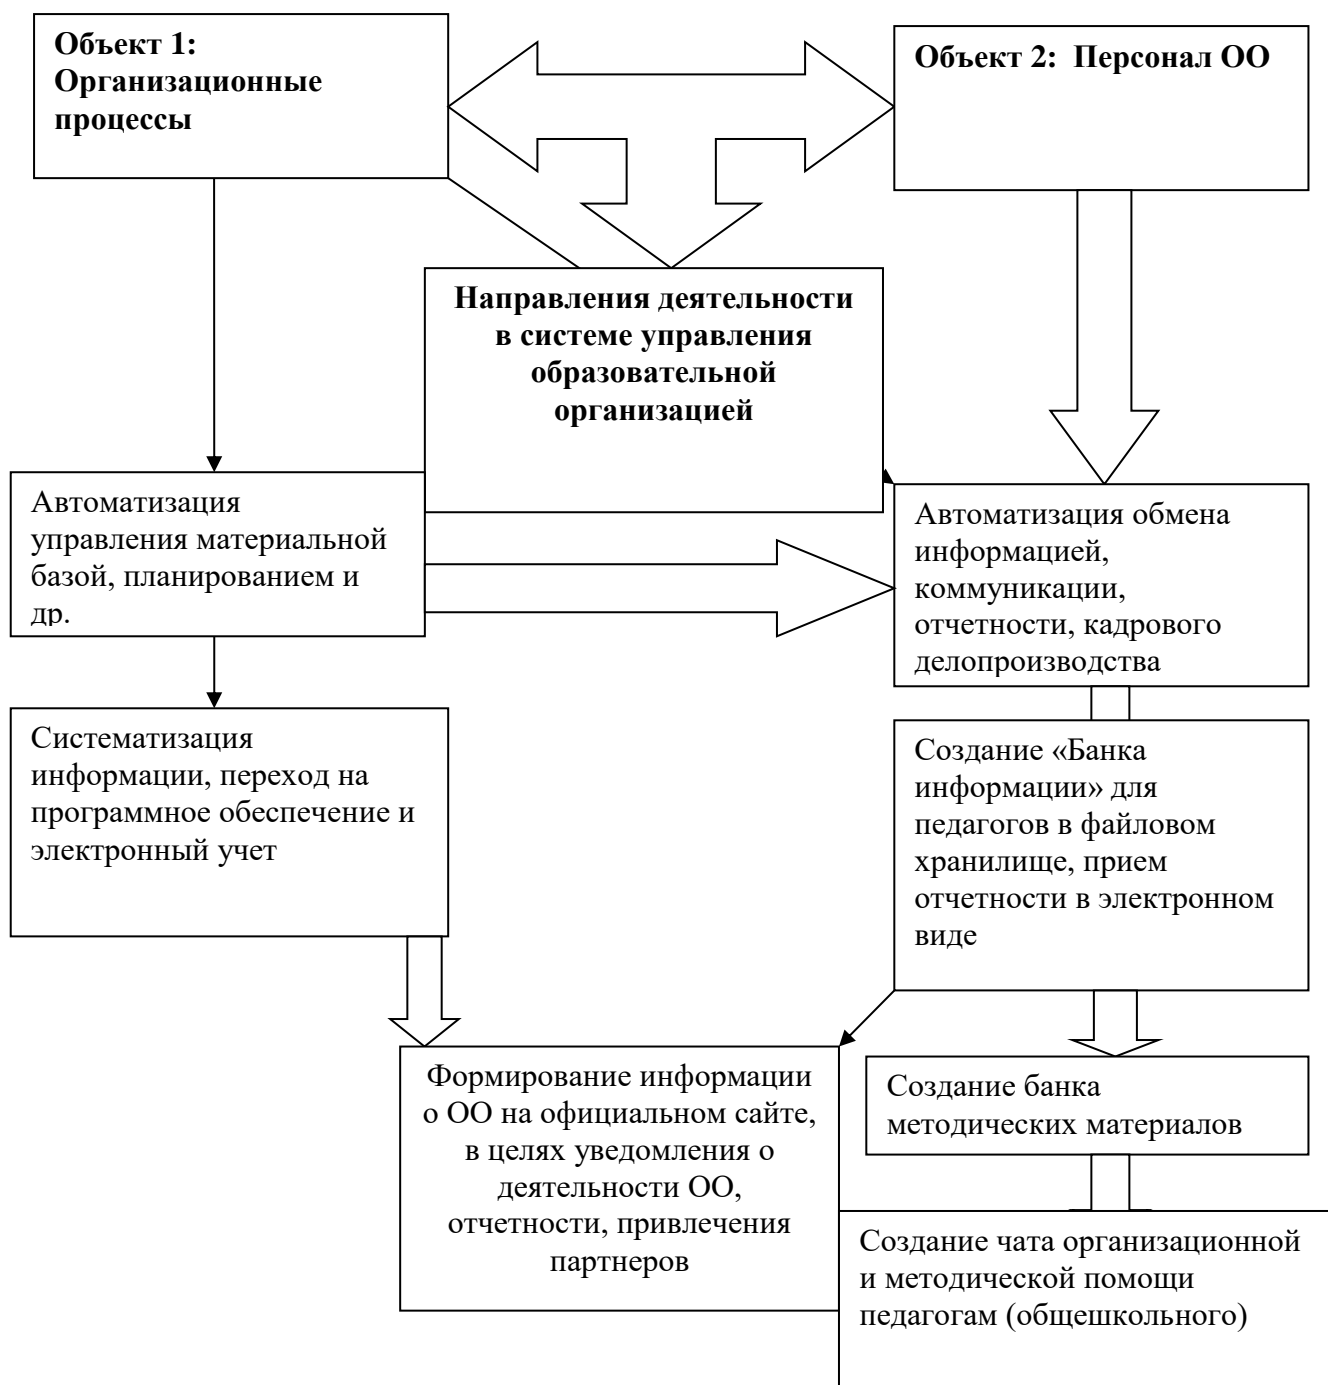 Объект 1:
Организационные
процессы
Объект 2:  Персонал ОО
Направления деятельности
в системе управления
образовательной
организацией
Автоматизация
управления материальной
базой, планированием и
др.
Автоматизация обмена
информацией,
коммуникации,
отчетности, кадрового
делопроизводства
Систематизация
информации, переход на
программное обеспечение и
электронный учет
Создание «Банка
информации» для
педагогов в файловом
хранилище, прием
отчетности в электронном
виде
Формирование информации
о ОО на официальном сайте,
в целях уведомления о
деятельности ОО,
отчетности, привлечения
партнеров
Создание банка
методических материалов
Создание чата организационной
и методической помощи
педагогам (общешкольного)